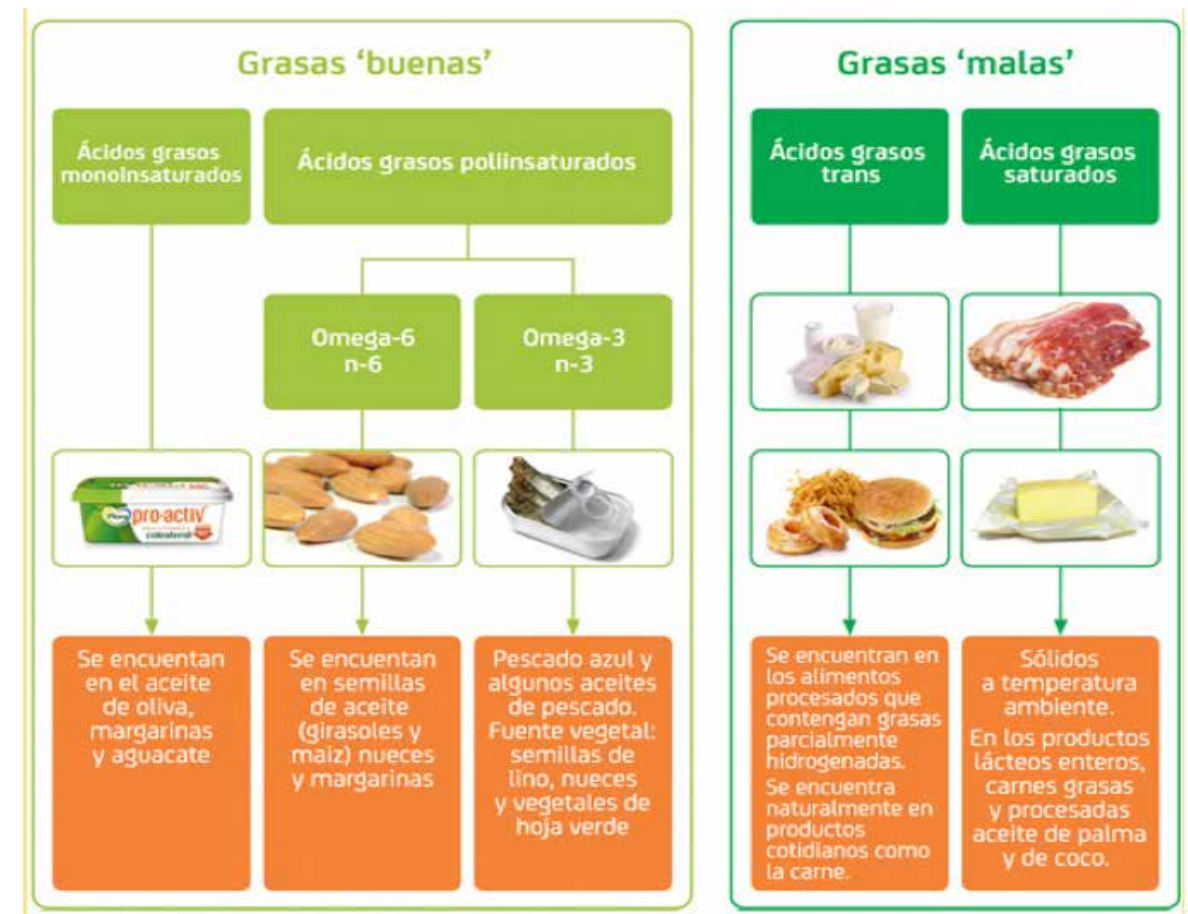 Grasas ‘buenas’
Ácidos grasos
monoinsaturados
Ácidos grasos poliinsaturados
Omega-6
n-6
Omega-3
n-3
pro-activ
colesterol
Se encuentan
en el aceite
de oliva,
margarinas
y aguacate
Se encuentan
en semillas
de aceite
(girasoles y
maiz) nueces
y margarinas
Pescado azul y
algunos aceites
de pescado.
Fuente vegetal:
semillas de
lino, nueces
y vegetales de
hoja verde
Grasas ‘malas’
Ácidos grasos
trans
Ácidos grasos
saturados
Se encuentran en
los alimentos
procesados que
contengan grasas
parcialmente
hidrogenadas.
Se encuentra
naturalmente en
productos
cotidianos como
la carne.
Sólidos
a temperatura
ambiente.
En los productos
lácteos enteros,
carnes grasas
y procesadas
aceite de palma
y de coco.